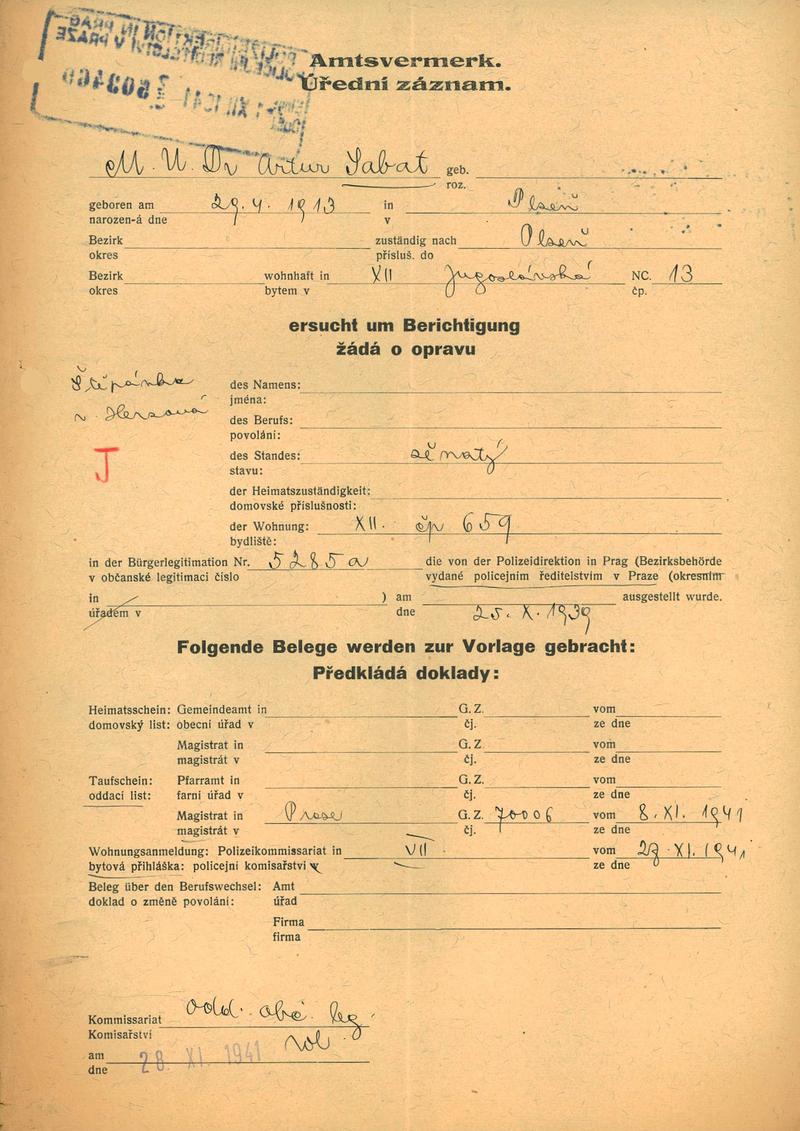 Amtsvermerk.
Úřední záznam.
M. U. Dr Artur Sabat geb.
roz.
geboren am 29. 4. 1913 in Plseň
narozen-á dne v
Bezirk zuständig nach Plseň
okres přísluš. do
Bezirk wohnhaft in VII Jugoslávská NC. 13
okres bytem v čp.
ersucht um Berichtigung
žádá o opravu
Štěpánka
des Namens:
jména:
des Berufs:
povolání:
J
des Standes: ženatý
stavu:
der Heimatszuständigkeit:
domovské příslušnosti:
der Wohnung: XII. čp 659
bydliště:
in der Bürgerlegitimation Nr. 5285 die von der Polizeidirektion in Prag (Bezirksbehörde
v občanské legitimaci číslo vydané policejním ředitelstvím v Praze (okresním
in ) am ausgestellt wurde.
úřadem v dne 25. X. 1939
Folgende Belege werden zur Vorlage gebracht:
Předkládá doklady:
Heimatsschein: Gemeindeamt in G. Z. vom
domovský list: obecní úřad v čj. ze dne
Magistrat in G. Z. vom
magistrát v čj. ze dne
Taufschein: Pfarramt in G. Z. vom
oddací list: farní úřad v čj. ze dne
Magistrat in G. Z. 70006 vom 8. XI. 1941
magistrát v čj. ze dne
Wohnungsanmeldung: Polizeikommissariat in VII. vom XI. 1941
bytová přihláška: policejní komisařství v ze dne
Beleg über den Berufswechsel: Amt
doklad o změně povolání: úřad
Firma
firma
Kommissariat odd. obč. leg.
Komisařství
am 28. XI. 1941
dne